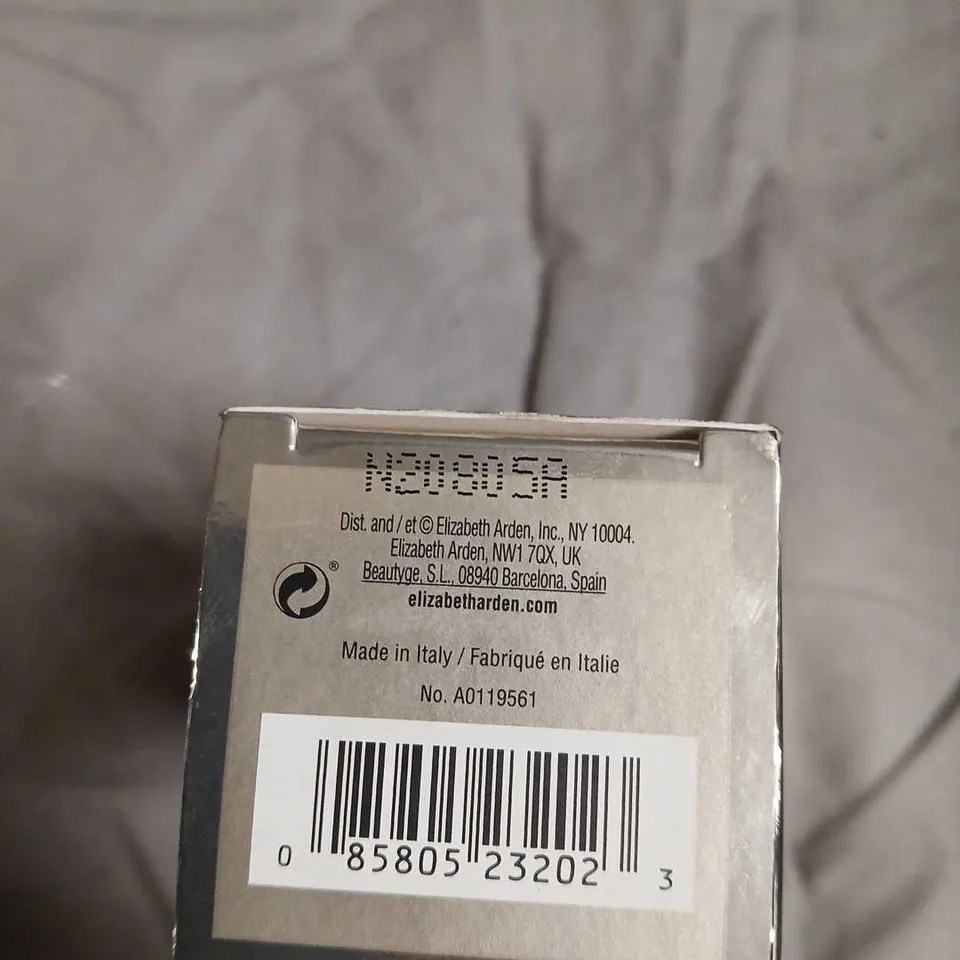 N20805A
Dist. and / et © Elizabeth Arden, Inc., NY 10004.
Elizabeth Arden, NW1 7QX, UK
Beautyge, S.L., 08940 Barcelona, Spain
®
elizabetharden.com
Made in Italy / Fabriqué en Italie
No. A0119561
0 85805 23202 3